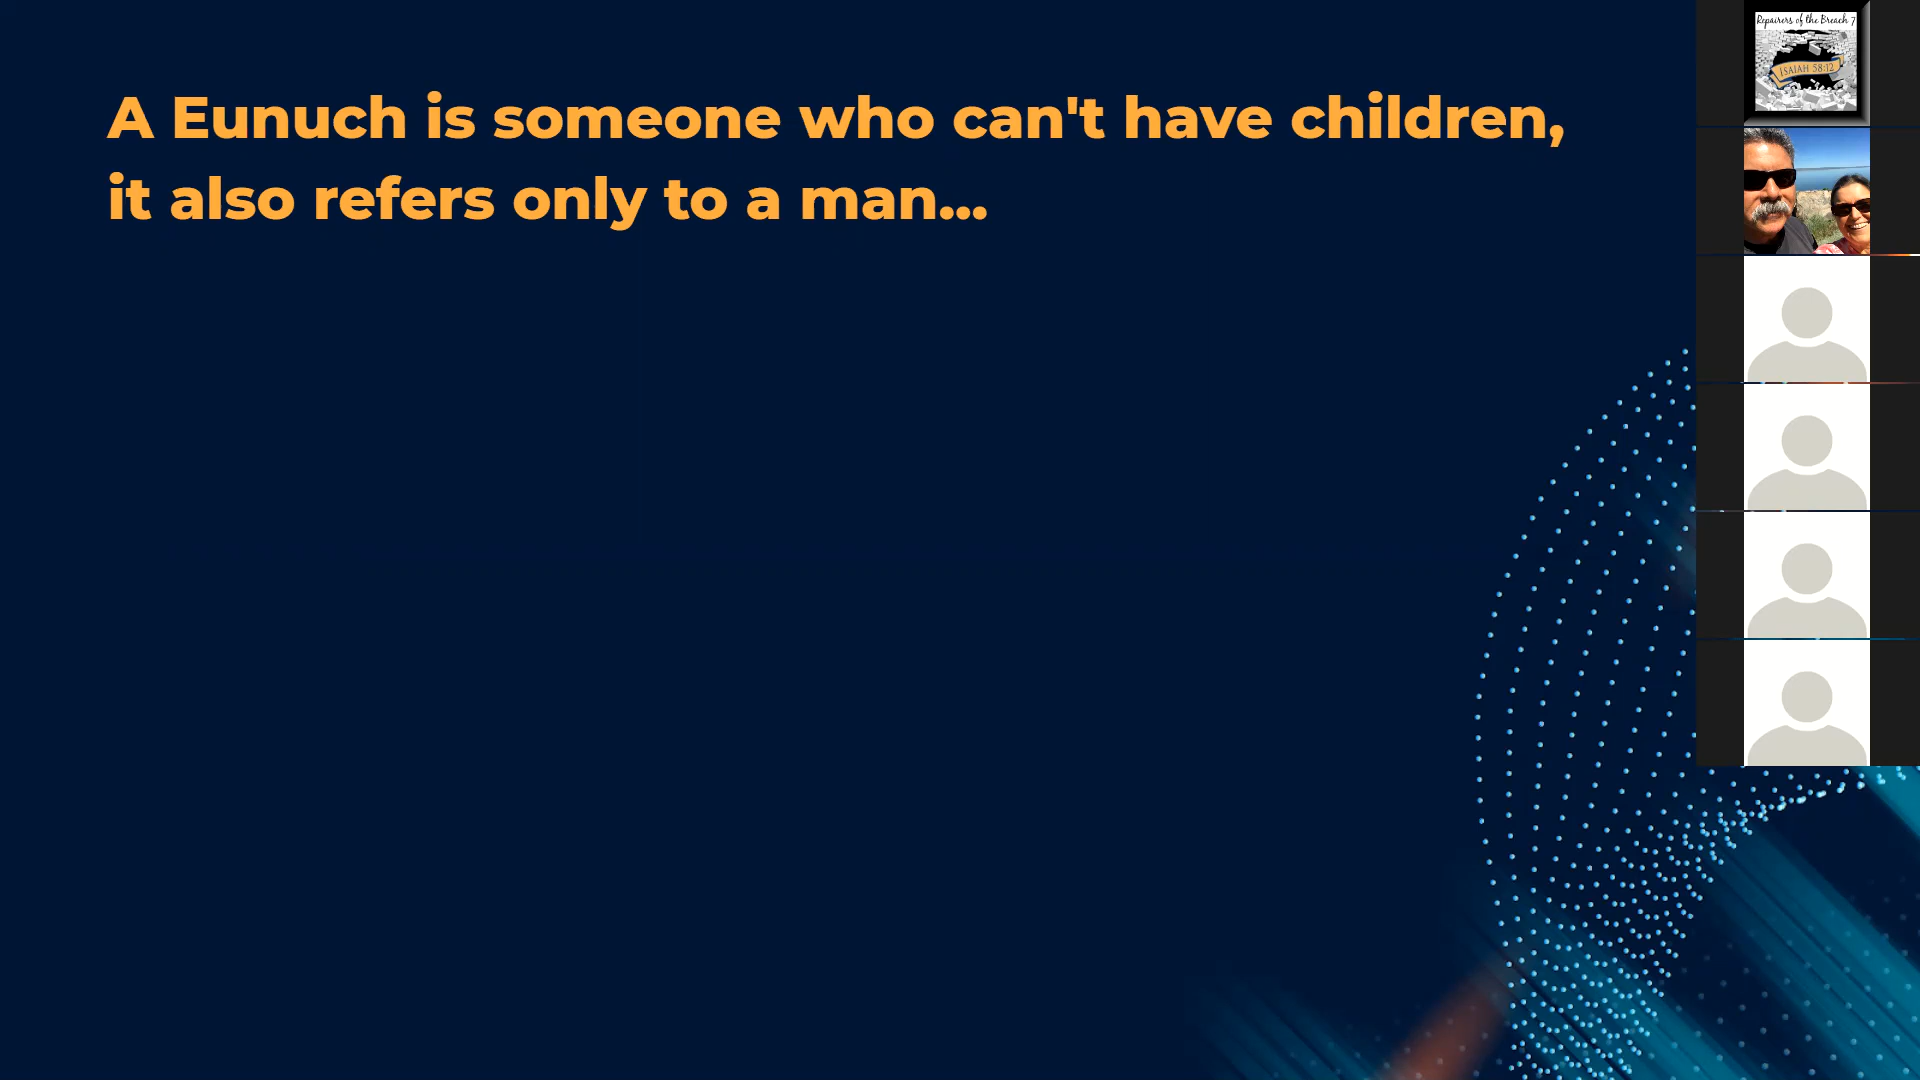 A Eunuch is someone who can't have children,
it also refers only to a man...
Repairers of the Breach 7
ISAIAH 58:12